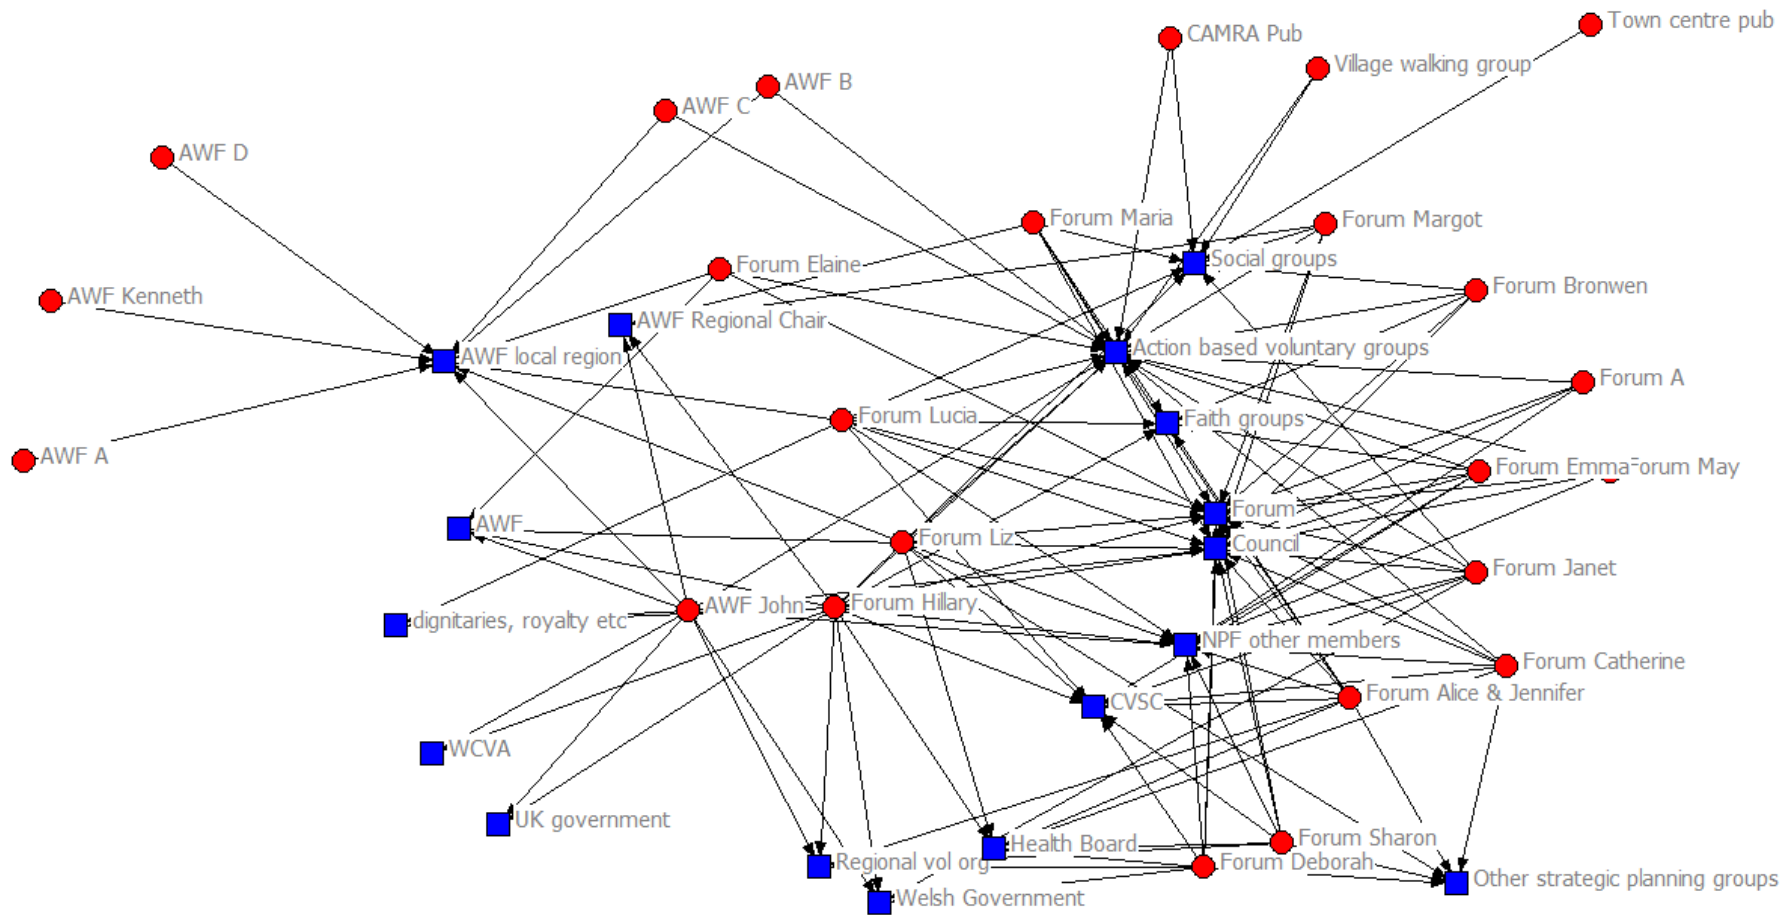 Town centre pub
CAMRA Pub
Village walking group
AWF B
AWF C
AWF D
Forum Maria
Forum Margot
Social groups
Forum Elaine
Forum Bronwen
AWF Kenneth
AWF Regional Chair
Action based voluntary groups
AWF local region
Forum A
Forum Lucia
Faith groups
AWF A
Forum Emma
Forum May
Forum
AWF
Forum Liz
Council
Forum Janet
AWF John
Forum Hillary
dignitaries, royalty etc
NPF other members
Forum Catherine
Forum Alice & Jennifer
CVSC
WCVA
UK government
Forum Sharon
Health Board
Regional vol org
Forum Deborah
Other strategic planning groups
Welsh Government